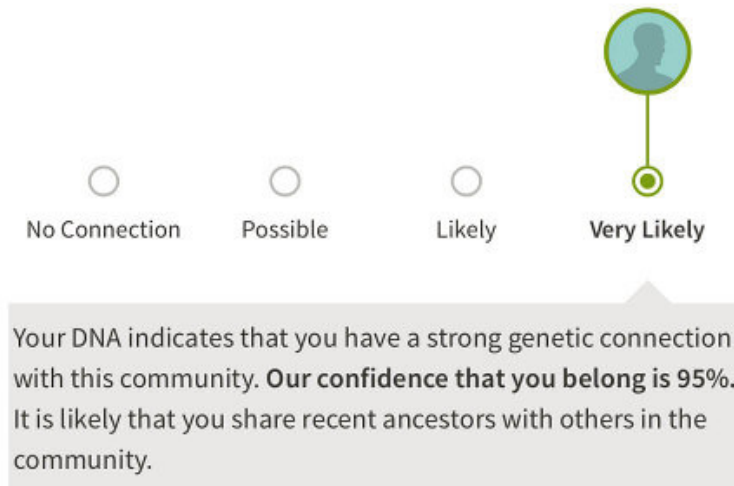 No Connection Possible Likely Very Likely
Your DNA indicates that you have a strong genetic connection
with this community. Our confidence that you belong is 95%.
It is likely that you share recent ancestors with others in the
community.